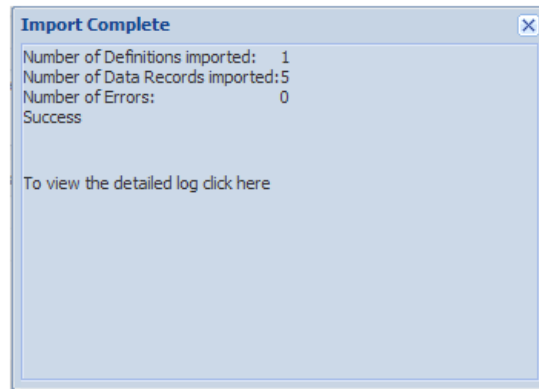 Import Complete
Number of Definitions imported: 1
Number of Data Records imported:5
Number of Errors: 0
Success
To view the detailed log click here